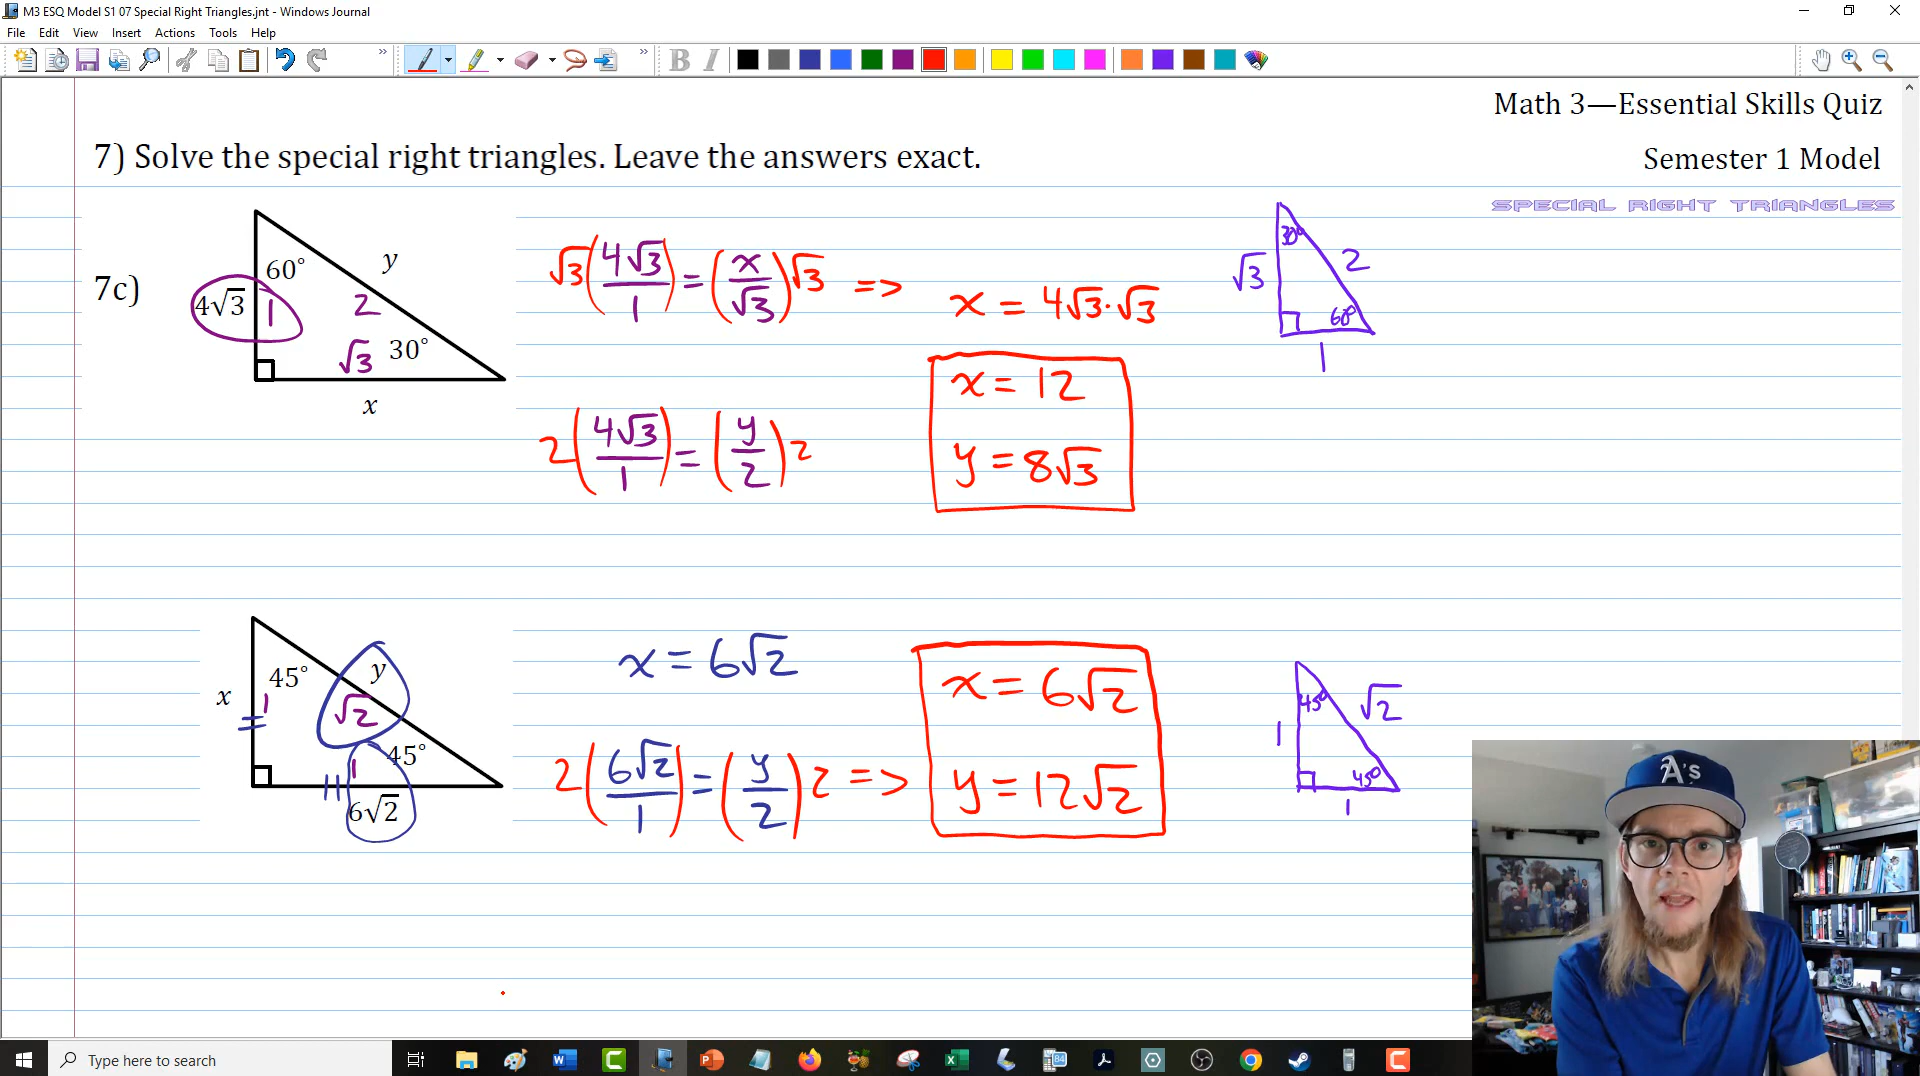 M3 ESQ Model S1 07 Special Right Triangles.jnt - Windows Journal
File Edit View Insert Actions Tools Help
B I
Math 3—Essential Skills Quiz
7) Solve the special right triangles. Leave the answers exact.
Semester 1 Model
SPECIAL RIGHT TRIANGLES
7c)
60°
y
4√3
1
2
√3
30°
x
√3(4√3/1) = (x/√3)√3 =>
x = 4√3·√3
2(4√3/1) = (y/2)2
x = 12
y = 8√3
30°
√3
2
60°
1
45°
y
x
1
√2
45°
1
6√2
x = 6√2
2(6√2/1) = (y/2)2 =>
x = 6√2
y = 12√2
45°
√2
1
45°
1
A's
Type here to search